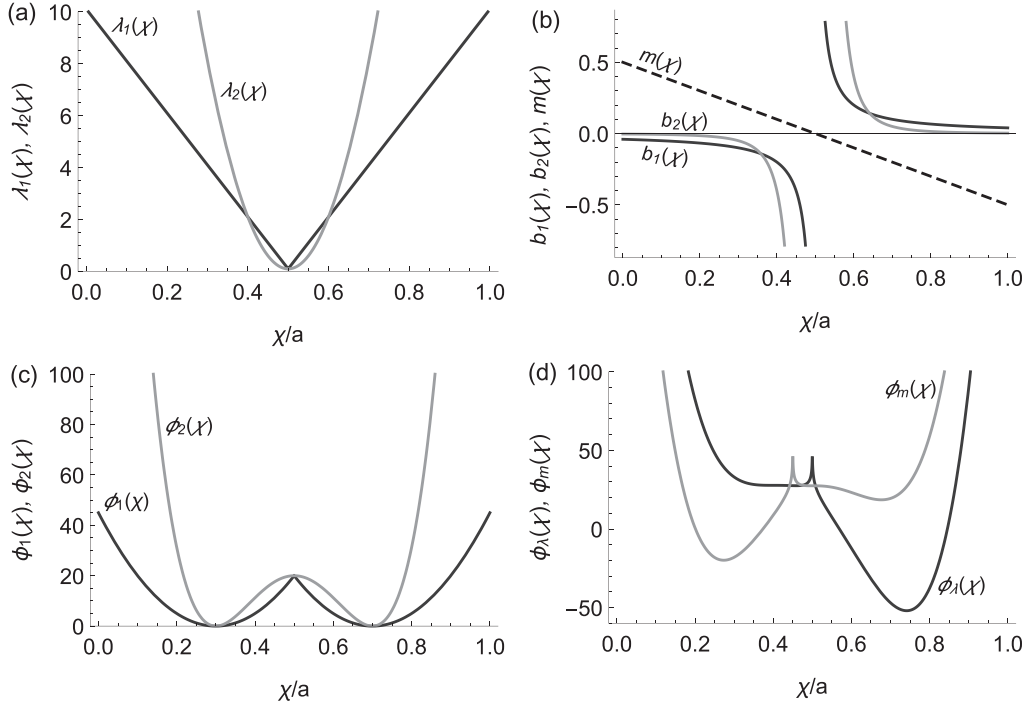 (a)
10
8
6
4
2
0
λ₁(χ), λ₂(χ)
λ₁(χ)
λ₂(χ)
0.0 0.2 0.4 0.6 0.8 1.0
χ/a
(b)
0.5
0.0
−0.5
b₁(χ), b₂(χ), m(χ)
m(χ)
b₂(χ)
b₁(χ)
0.0 0.2 0.4 0.6 0.8 1.0
χ/a
(c)
100
80
60
40
20
0
ϕ₁(χ), ϕ₂(χ)
ϕ₂(χ)
ϕ₁(χ)
0.0 0.2 0.4 0.6 0.8 1.0
χ/a
(d)
100
50
0
−50
ϕλ(χ), ϕm(χ)
ϕm(χ)
ϕλ(χ)
0.0 0.2 0.4 0.6 0.8 1.0
χ/a